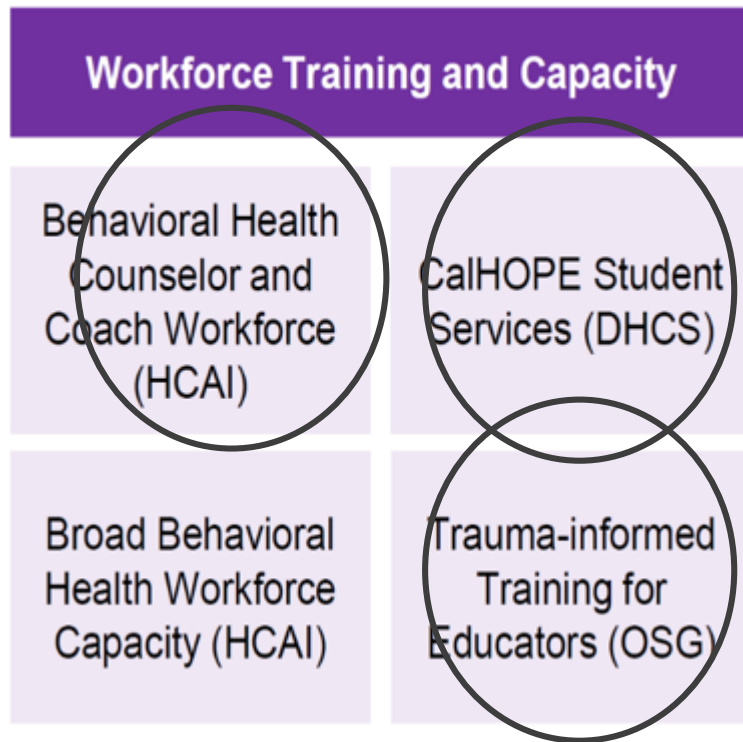 Workforce Training and Capacity
Behavioral Health
Counselor and
Coach Workforce
(HCAI)
CalHOPE Student
Services (DHCS)
Broad Behavioral
Health Workforce
Capacity (HCAI)
Trauma-informed
Training for
Educators (OSG)